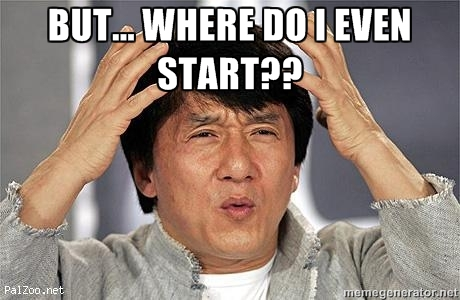 BUT... WHERE DO I EVEN
START??
PalZoo.net
memegenerator.net